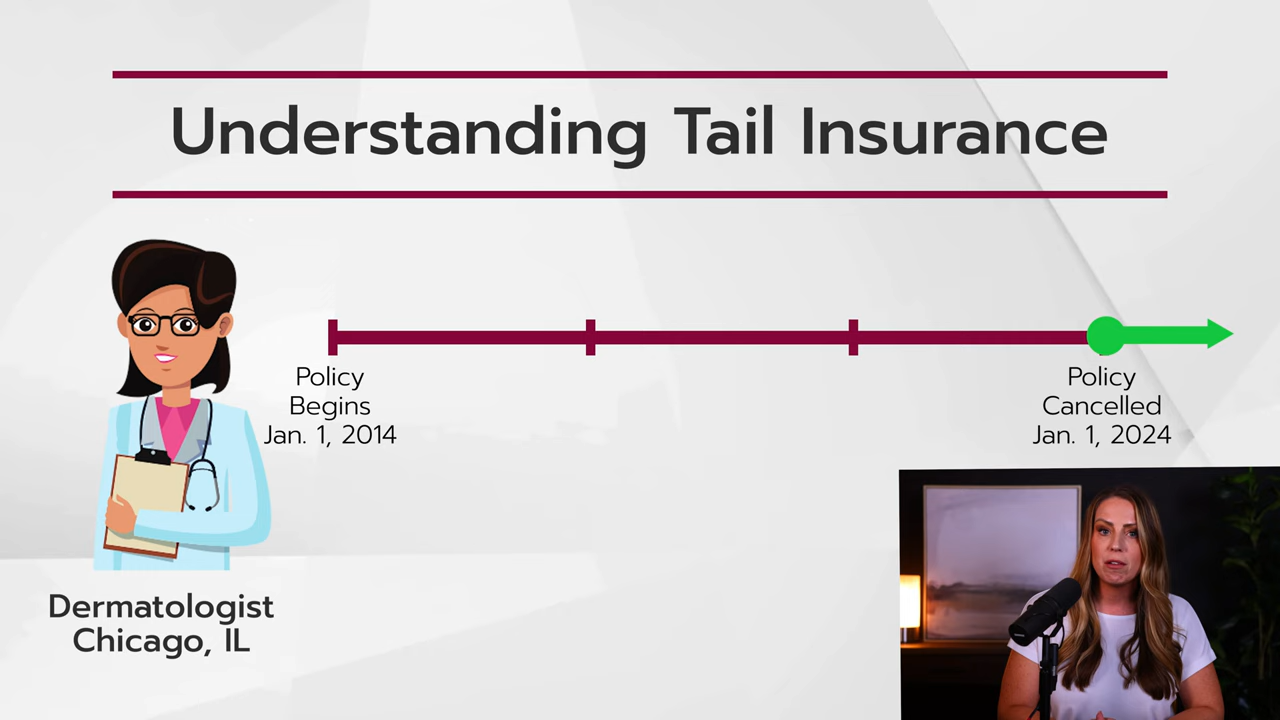 Understanding Tail Insurance
Policy
Begins
Jan. 1, 2014
Policy
Cancelled
Jan. 1, 2024
Dermatologist
Chicago, IL